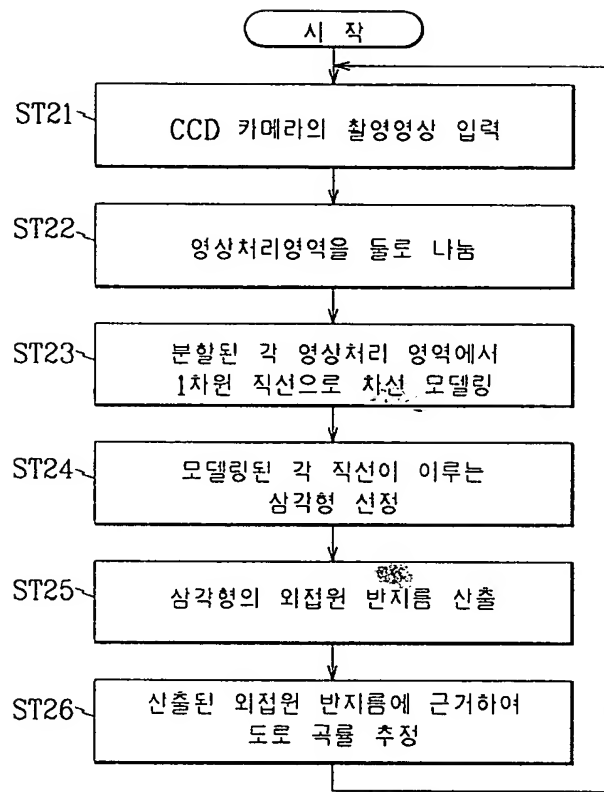 시 작
ST21
CCD 카메라의 촬영영상 입력
ST22
영상처리영역을 둘로 나눔
ST23
분할된 각 영상처리 영역에서
1차원 직선으로 차선 모델링
ST24
모델링된 각 직선이 이루는
삼각형 선정
ST25
삼각형의 외접원 반지름 산출
ST26
산출된 외접원 반지름에 근거하여
도로 곡률 추정